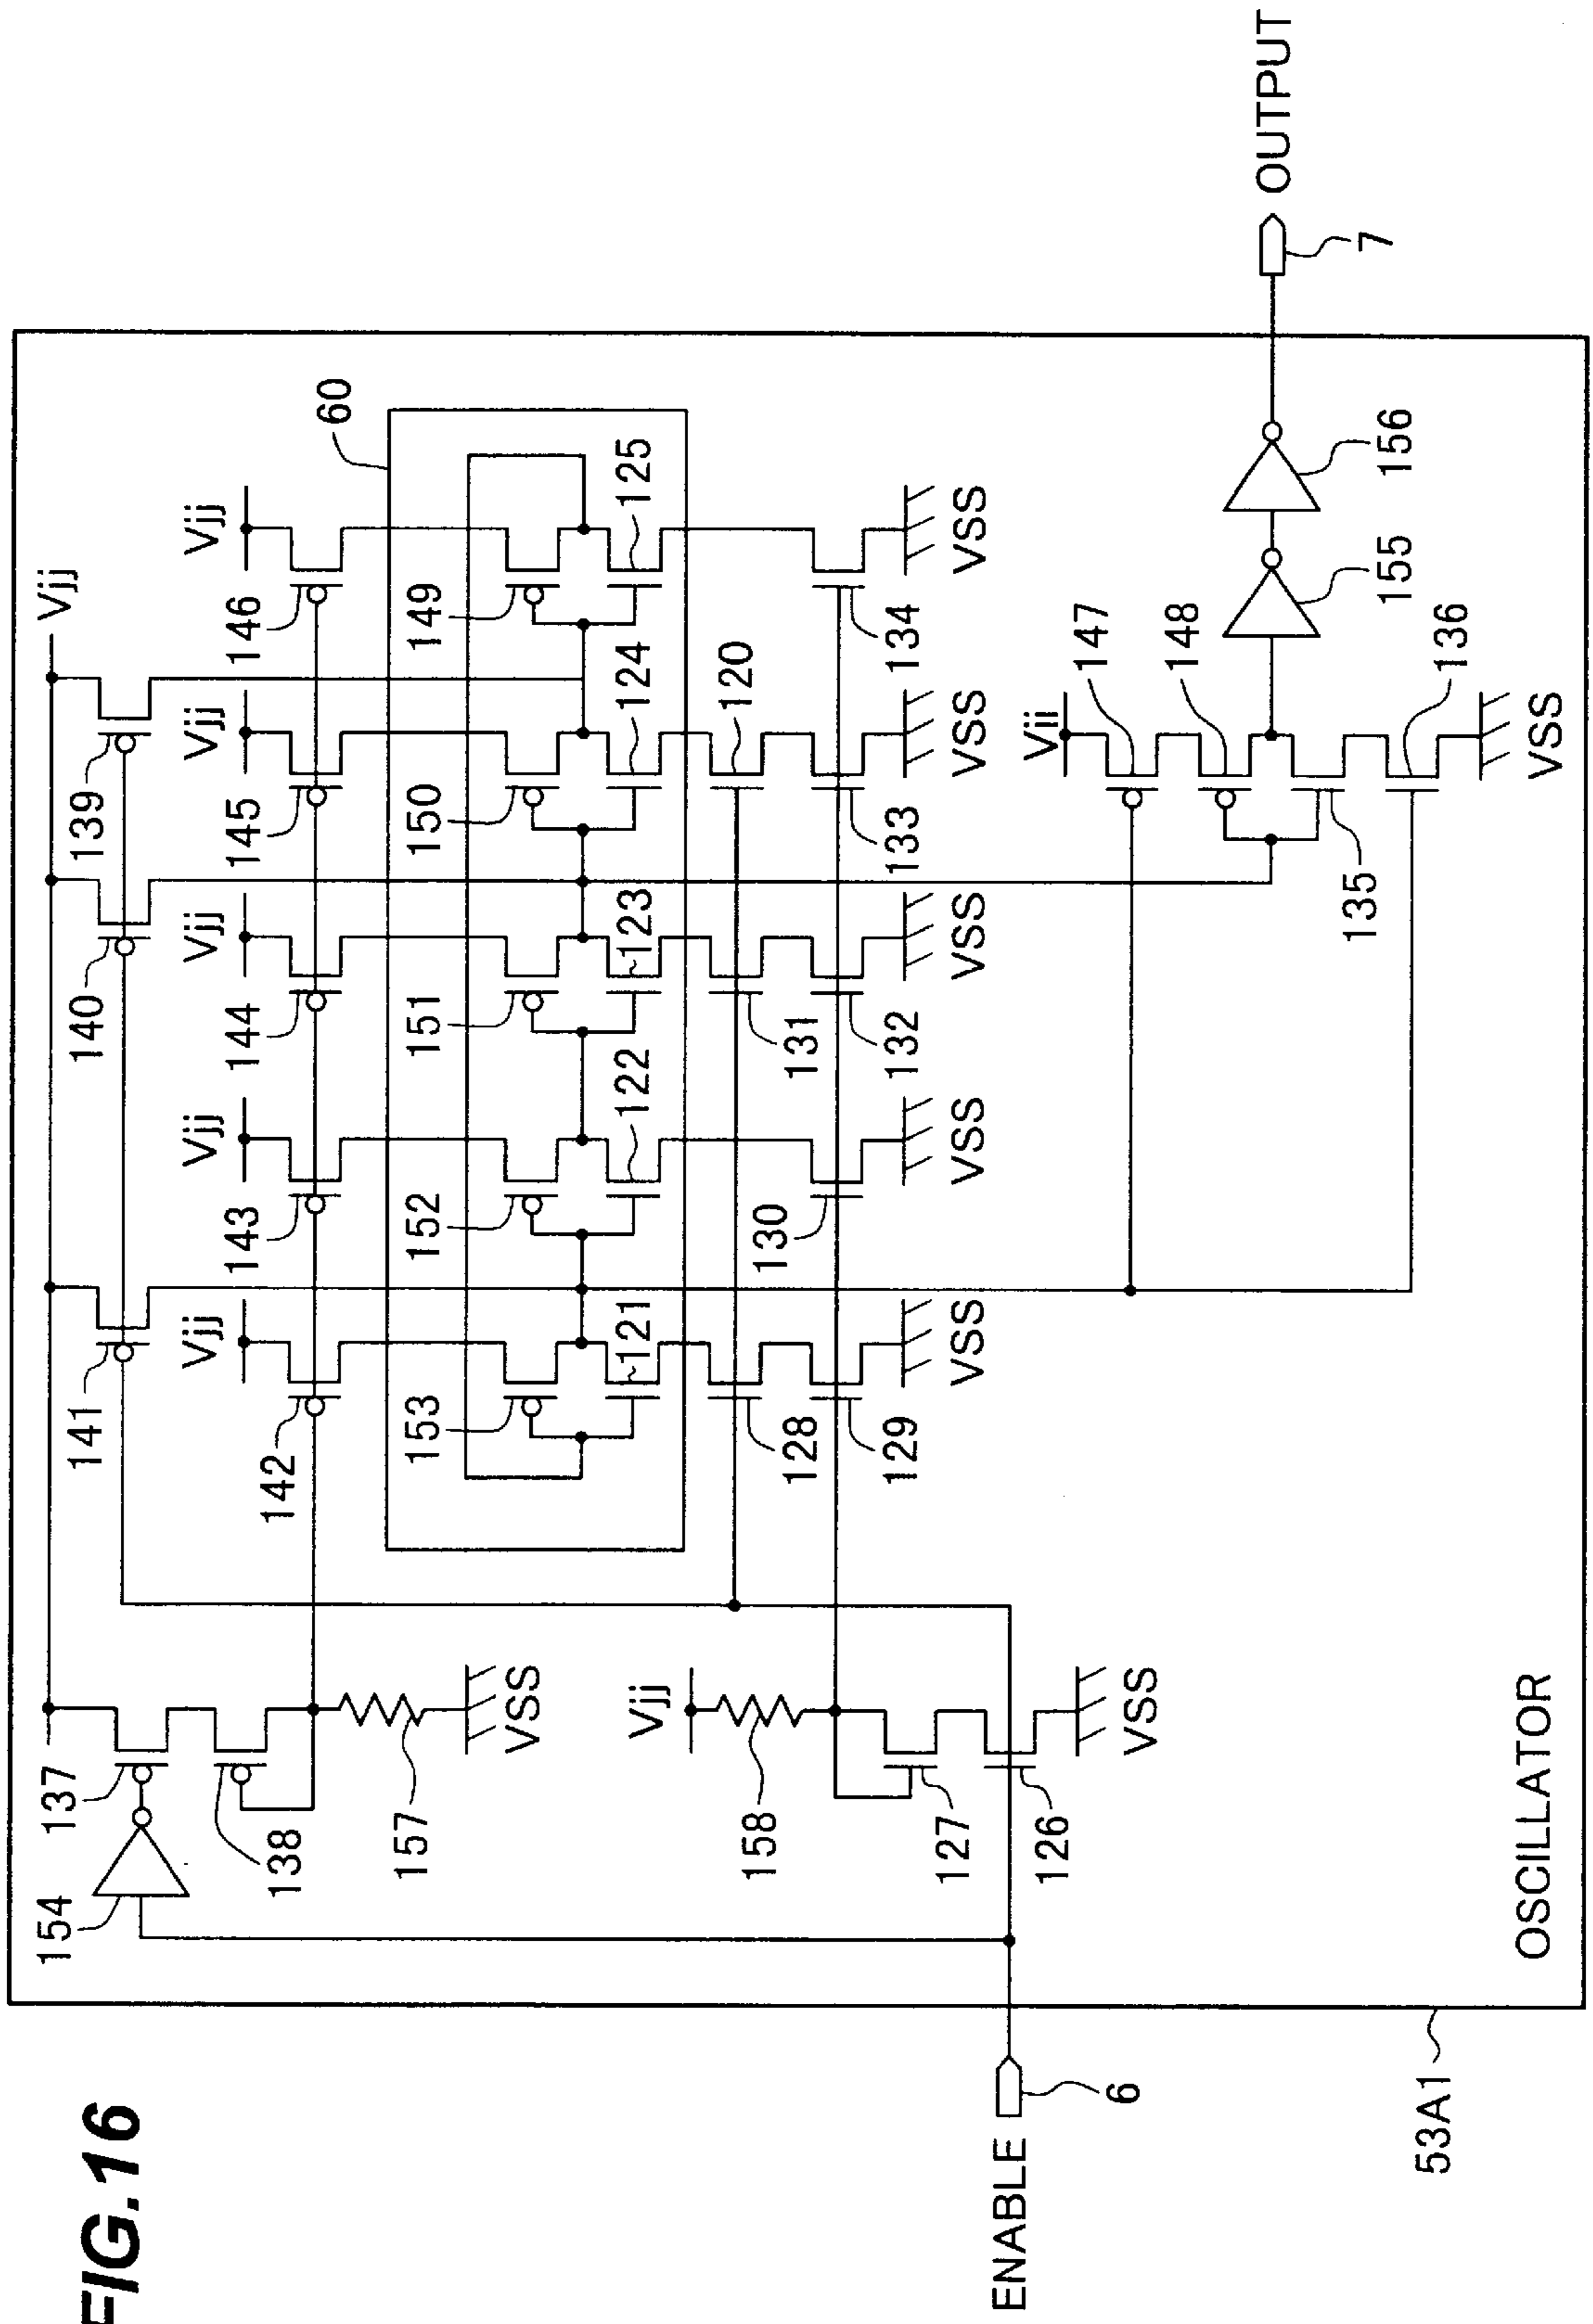 FIG.16
Vjj
141
140
139
137
154
138
157
VSS
142
Vjj
143
Vjj
144
Vjj
145
Vjj
146
Vjj
60
153
121
152
122
151
123
150
124
149
125
Vjj
158
127
126
VSS
128
129
VSS
130
VSS
131
132
VSS
120
133
VSS
134
VSS
ENABLE
6
Vii
147
148
135
136
VSS
155
156
7
OUTPUT
OSCILLATOR
53A1